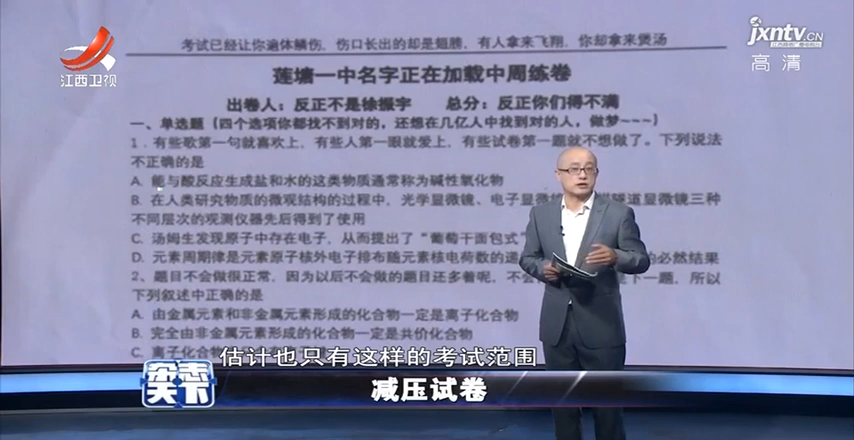 江西卫视
jxntv.CN
高清
考试已经让你遍体鳞伤，伤口长出的却是翅膀，有人拿来飞翔，你却拿来煲汤
莲塘一中名字正在加载中周练卷
出卷人：反正不是徐振宇 总分：反正你们得不满
一、单选题（四个选项你都找不到对的，还想在几亿人中找到对的人，做梦~~~）
1．有些歌第一句就喜欢上，有些人第一眼就爱上，有些试卷第一题就不想做了。下列说法
不正确的是
A. 能与酸反应生成盐和水的这类物质通常称为碱性氧化物
B. 在人类研究物质的微观结构的过程中，光学显微镜、电子显微
隧道显微镜三种
不同层次的观测仪器先后得到了使用
C. 汤姆生发现原子中存在电子，从而提出了“葡萄干面包式”
D. 元素周期律是元素原子核外电子排布随元素核电荷数的递
的必然结果
2、题目不会做很正常，因为以后不会做的题目还多着呢，不会
下一题，所以
下列叙述中正确的是
A. 由金属元素和非金属元素形成的化合物一定是离子化合物
B. 完全由非金属元素形成的化合物一定是共价化合物
C. 离子化合物
估计也只有这样的考试范围
减压试卷